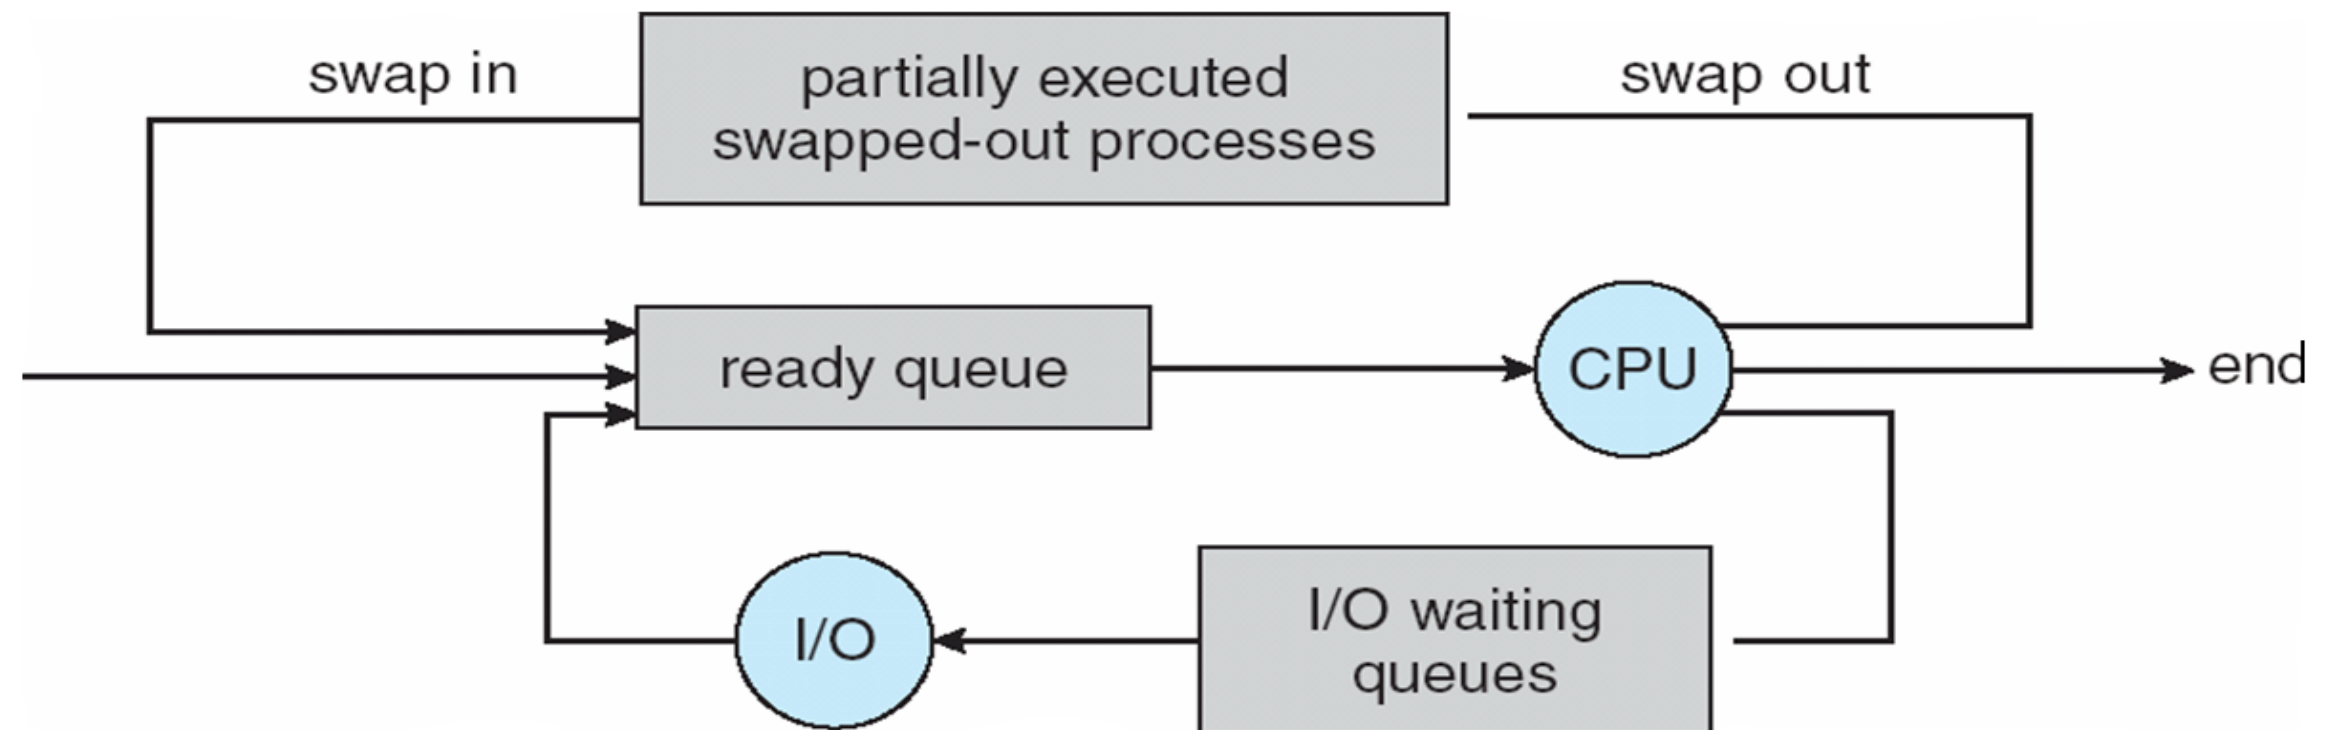 swap in
partially executed
swapped-out processes
swap out
ready queue
CPU
end
I/O
I/O waiting
queues